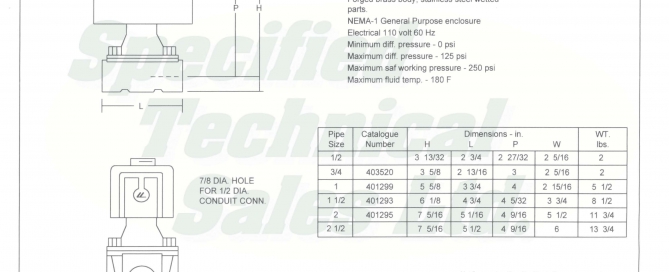 Forged brass body, stainless steel wetted
parts.
NEMA-1 General Purpose enclosure
Electrical 110 volt 60 Hz
Minimum diff. pressure - 0 psi
Maximum diff. pressure - 125 psi
Maximum saf working pressure - 250 psi
Maximum fluid temp. - 180 F
P H
L
7/8 DIA. HOLE
FOR 1/2 DIA.
CONDUIT CONN.
Specified
Technical
Sales Ltd
Pipe Catalogue Dimensions - in. WT.
Size Number H L P W lbs.
1/2 3 13/32 2 3/4 2 27/32 2 5/16 2
3/4 403520 3 5/8 2 13/16 3 2 5/16 2
1 401299 5 5/8 3 3/4 4 2 15/16 5 1/2
1 1/2 401293 6 1/8 4 3/4 4 5/32 3 3/4 8 1/2
2 401295 7 5/16 5 1/16 4 9/16 5 1/2 11 3/4
2 1/2 7 5/16 5 1/2 4 9/16 6 13 3/4